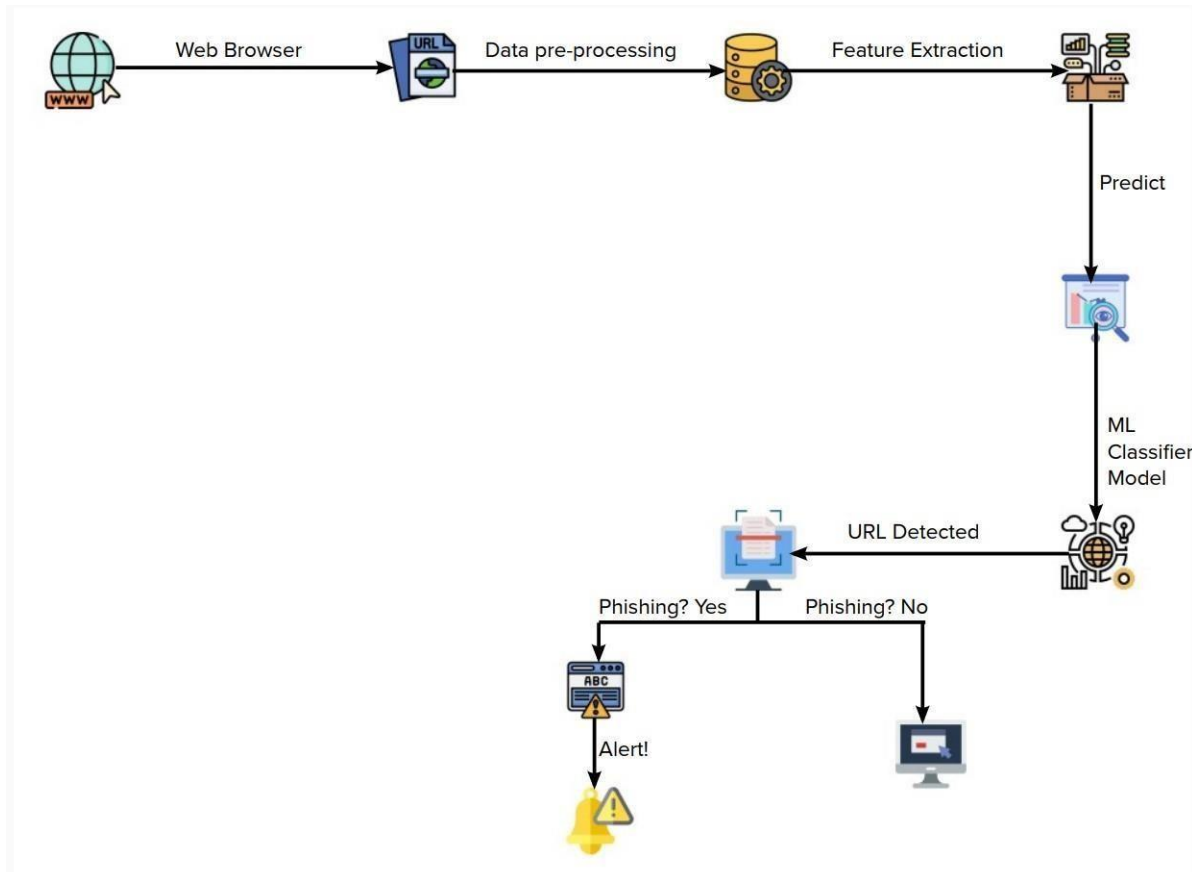 Web Browser
Data pre-processing
Feature Extraction
URL
WWW
Predict
ML
Classifier
Model
URL Detected
Phishing? Yes
Phishing? No
ABC
Alert!